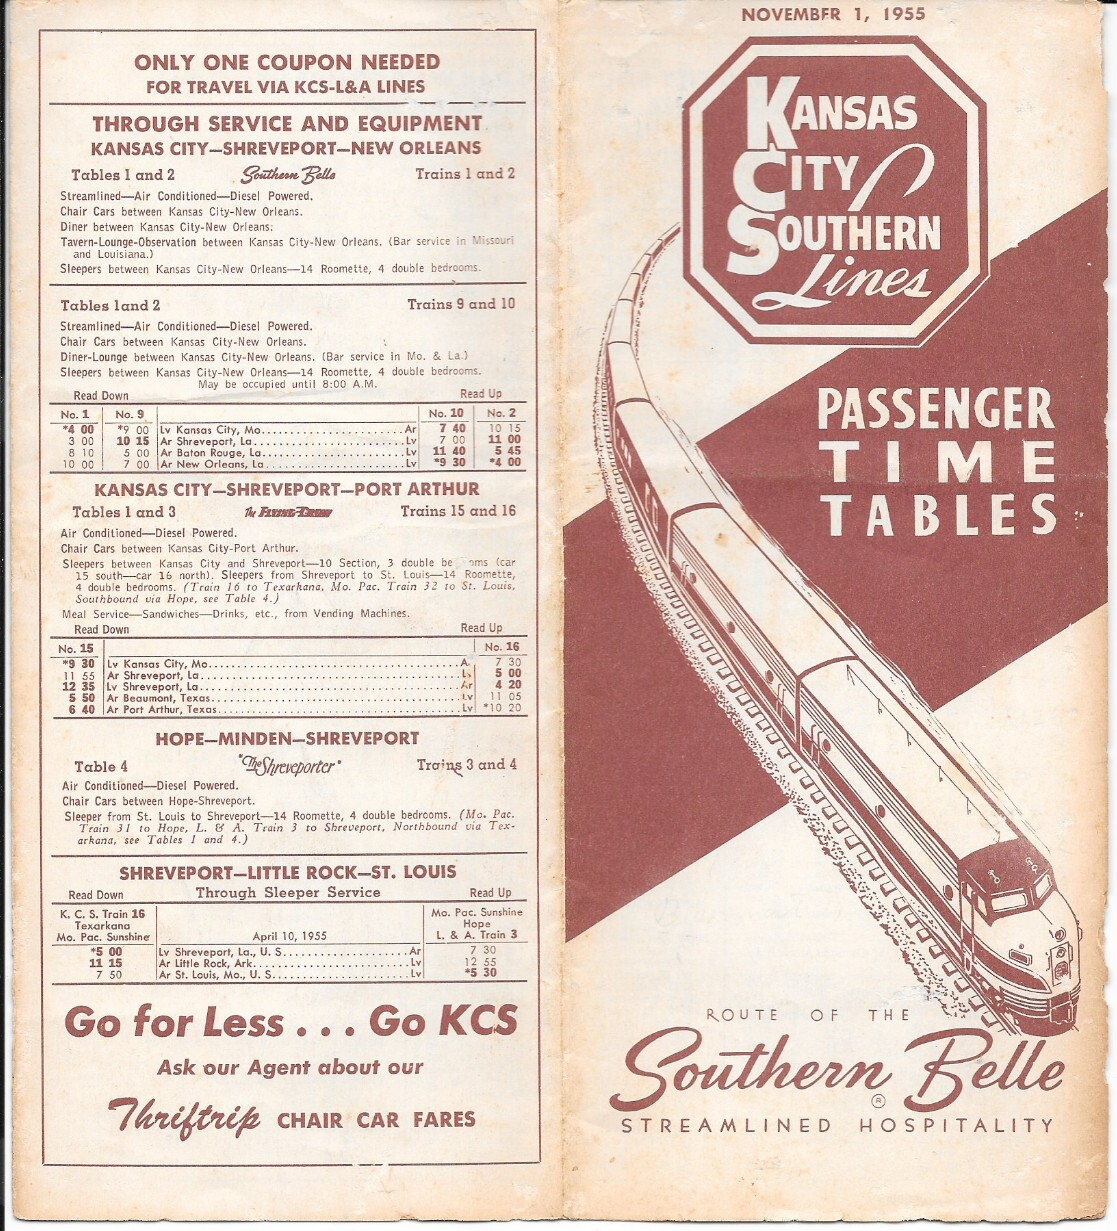 ONLY ONE COUPON NEEDED
FOR TRAVEL VIA KCS-L&A LINES
THROUGH SERVICE AND EQUIPMENT
KANSAS CITY—SHREVEPORT—NEW ORLEANS
Tables 1 and 2 Southern Belle Trains 1 and 2
Streamlined—Air Conditioned—Diesel Powered.
Chair Cars between Kansas City-New Orleans.
Diner between Kansas City-New Orleans.
Tavern-Lounge-Observation between Kansas City-New Orleans. (Bar service in Missouri
and Louisiana.)
Sleepers between Kansas City-New Orleans—14 Roomette, 4 double bedrooms.
Tables 1and 2 Trains 9 and 10
Streamlined—Air Conditioned—Diesel Powered.
Chair Cars between Kansas City-New Orleans.
Diner-Lounge between Kansas City-New Orleans. (Bar service in Mo. & La.)
Sleepers between Kansas City-New Orleans—14 Roomette, 4 double bedrooms.
May be occupied until 8:00 A.M.
Read Down Read Up
No. 1 No. 9 No. 10 No. 2
*4 00 *9 00 Lv Kansas City, Mo. Ar 7 40 10 15
3 00 10 15 Ar Shreveport, La. Lv 7 00 11 00
8 10 5 00 Ar Baton Rouge, La. Lv 11 40 5 45
10 00 7 00 Ar New Orleans, La. Lv *9 30 *4 00
KANSAS CITY—SHREVEPORT—PORT ARTHUR
Tables 1 and 3 The Flying Crow Trains 15 and 16
Air Conditioned—Diesel Powered.
Chair Cars between Kansas City-Port Arthur.
Sleepers between Kansas City and Shreveport—10 Section, 3 double be oms (car
15 south—car 16 north). Sleepers from Shreveport to St. Louis—14 Roomette,
4 double bedrooms. (Train 16 to Texarkana, Mo. Pac. Train 32 to St. Louis,
Southbound via Hope, see Table 4.)
Meal Service—Sandwiches—Drinks, etc., from Vending Machines.
Read Down Read Up
No. 15 No. 16
*9 30 Lv Kansas City, Mo. A 7 30
11 55 Ar Shreveport, La. L 5 00
12 35 Lv Shreveport, La. Ar 4 20
5 50 Ar Beaumont, Texas. Lv 11 05
6 40 Ar Port Arthur, Texas. Lv *10 20
HOPE—MINDEN—SHREVEPORT
Table 4 "The Shreveporter" Trains 3 and 4
Air Conditioned—Diesel Powered.
Chair Cars between Hope-Shreveport.
Sleeper from St. Louis to Shreveport—14 Roomette, 4 double bedrooms. (Mo. Pac.
Train 31 to Hope, L. & A. Train 3 to Shreveport, Northbound via Tex-
arkana, see Tables 1 and 4.)
SHREVEPORT—LITTLE ROCK—ST. LOUIS
Read Down Through Sleeper Service Read Up
K. C. S. Train 16
Texarkana
Mo. Pac. Sunshine
April 10, 1955
Mo. Pac. Sunshine
Hope
L. & A. Train 3
*5 00 Lv Shreveport, La., U. S. Ar 7 30
11 15 Ar Little Rock, Ark. Lv 12 55
7 50 Ar St. Louis, Mo., U. S. Lv *5 30
Go for Less . . . Go KCS
Ask our Agent about our
Thriftrip CHAIR CAR FARES
NOVEMBER 1, 1955
KANSAS
CITY
SOUTHERN
Lines
PASSENGER
TIME
TABLES
ROUTE OF THE
Southern Belle
®
STREAMLINED HOSPITALITY